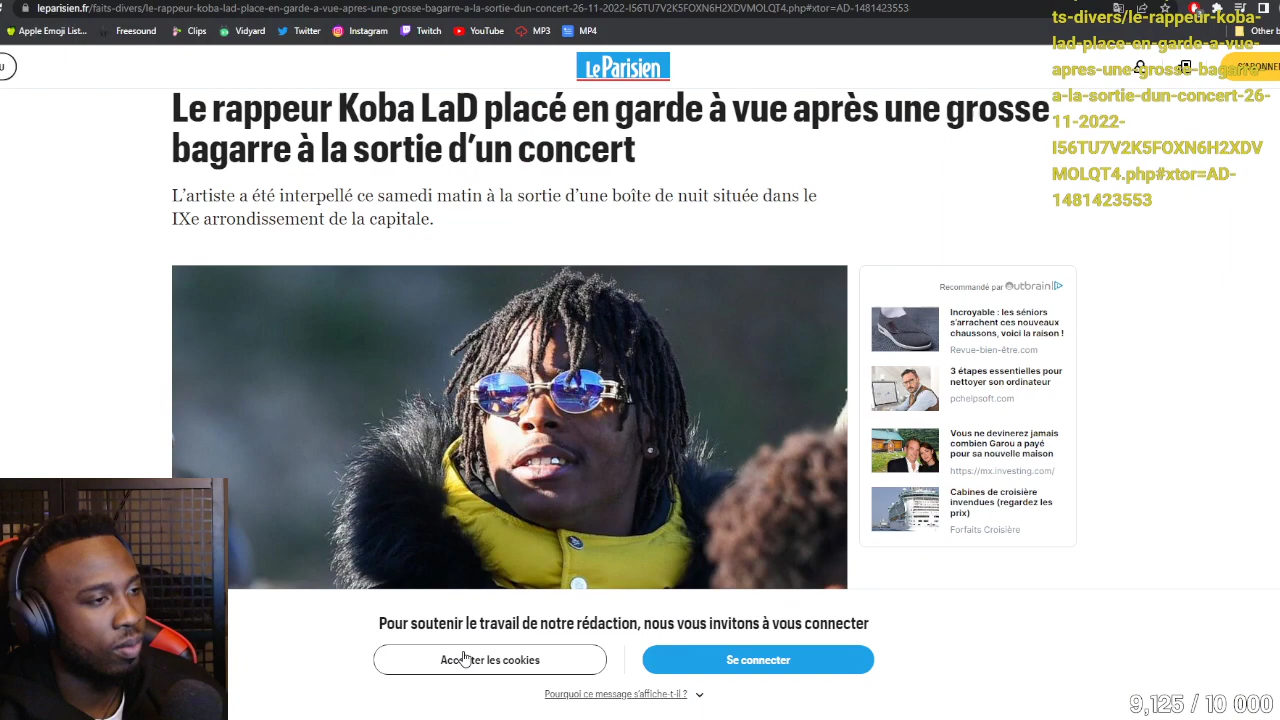 leparisien.fr/faits-divers/le-rappeur-koba-lad-place-en-garde-a-vue-apres-une-grosse-bagarre-a-la-sortie-dun-concert-26-11-2022-I56TU7V2K5FOXN6H2XDVMOLQT4.php#xtor=AD-1481423553
Apple Emoji List...
Freesound
Clips
Vidyard
Twitter
Instagram
Twitch
YouTube
MP3
MP4
Other b
ts-divers/le-rappeur-koba-
lad-place-en-garde-a-vue-
apres-une-grosse-bagarre-
a-la-sortie-dun-concert-26-
11-2022-
I56TU7V2K5FOXN6H2XDV
MOLQT4.php#xtor=AD-
1481423553
U
Le Parisien
S'ABONNE
Le rappeur Koba LaD placé en garde à vue après une grosse
bagarre à la sortie d'un concert
L'artiste a été interpellé ce samedi matin à la sortie d'une boîte de nuit située dans le
IXe arrondissement de la capitale.
Recommandé par Outbrain
Incroyable : les séniors
s'arrachent ces nouveaux
chaussons, voici la raison !
Revue-bien-être.com
3 étapes essentielles pour
nettoyer son ordinateur
pchelpsoft.com
Vous ne devinerez jamais
combien Garou a payé
pour sa nouvelle maison
https://mx.investing.com/
Cabines de croisière
invendues (regardez les
prix)
Forfaits Croisière
Pour soutenir le travail de notre rédaction, nous vous invitons à vous connecter
Accepter les cookies
Se connecter
Pourquoi ce message s'affiche-t-il ?
9,125 / 10 000